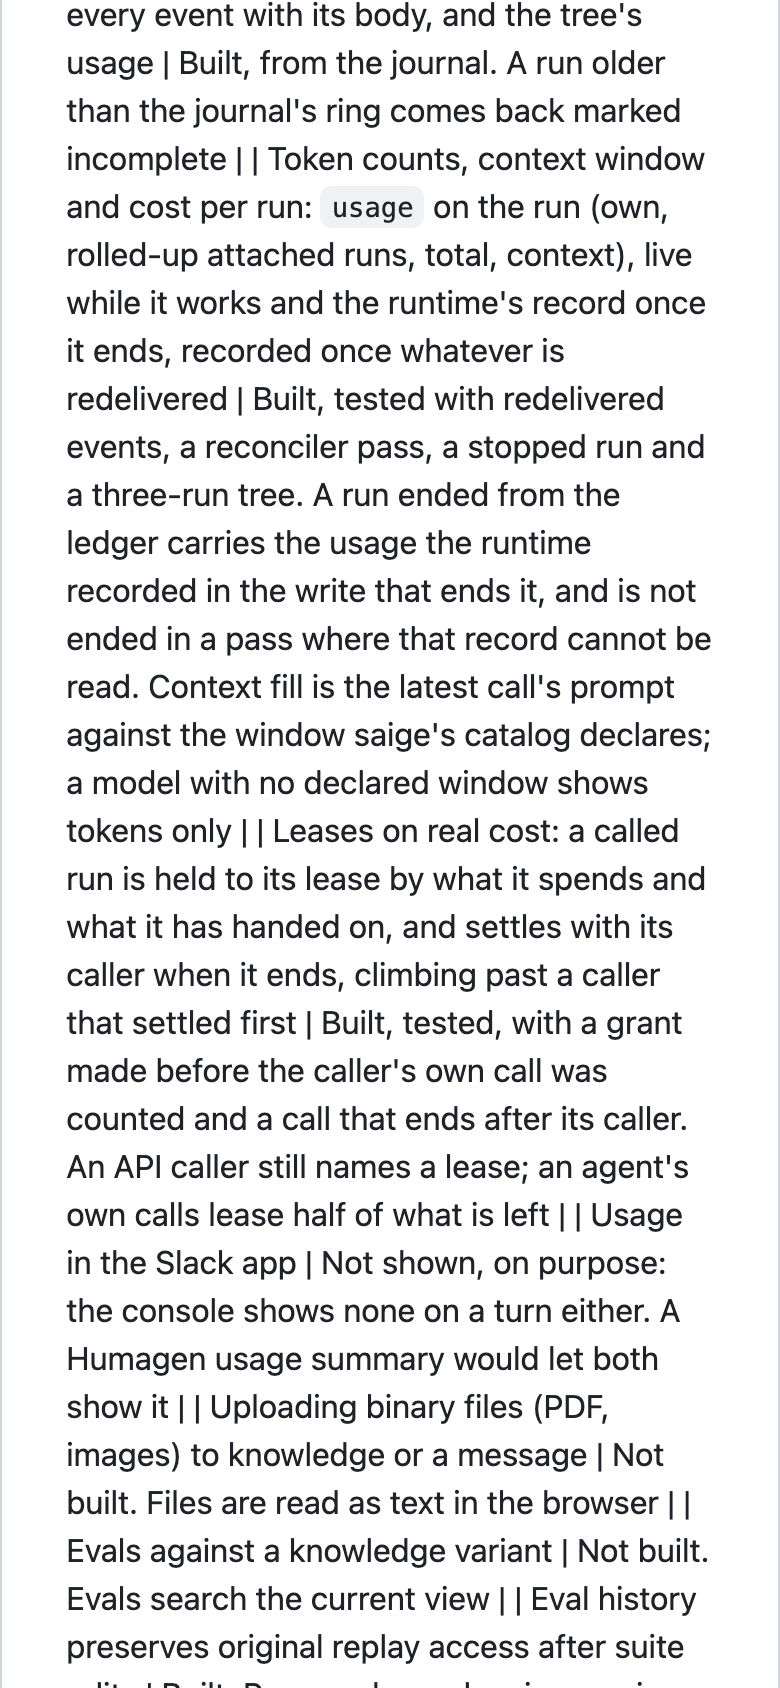 every event with its body, and the tree's
usage | Built, from the journal. A run older
than the journal's ring comes back marked
incomplete | | Token counts, context window
and cost per run: usage on the run (own,
rolled-up attached runs, total, context), live
while it works and the runtime's record once
it ends, recorded once whatever is
redelivered | Built, tested with redelivered
events, a reconciler pass, a stopped run and
a three-run tree. A run ended from the
ledger carries the usage the runtime
recorded in the write that ends it, and is not
ended in a pass where that record cannot be
read. Context fill is the latest call's prompt
against the window saige's catalog declares;
a model with no declared window shows
tokens only | | Leases on real cost: a called
run is held to its lease by what it spends and
what it has handed on, and settles with its
caller when it ends, climbing past a caller
that settled first | Built, tested, with a grant
made before the caller's own call was
counted and a call that ends after its caller.
An API caller still names a lease; an agent's
own calls lease half of what is left | | Usage
in the Slack app | Not shown, on purpose:
the console shows none on a turn either. A
Humagen usage summary would let both
show it | | Uploading binary files (PDF,
images) to knowledge or a message | Not
built. Files are read as text in the browser | |
Evals against a knowledge variant | Not built.
Evals search the current view | | Eval history
preserves original replay access after suite